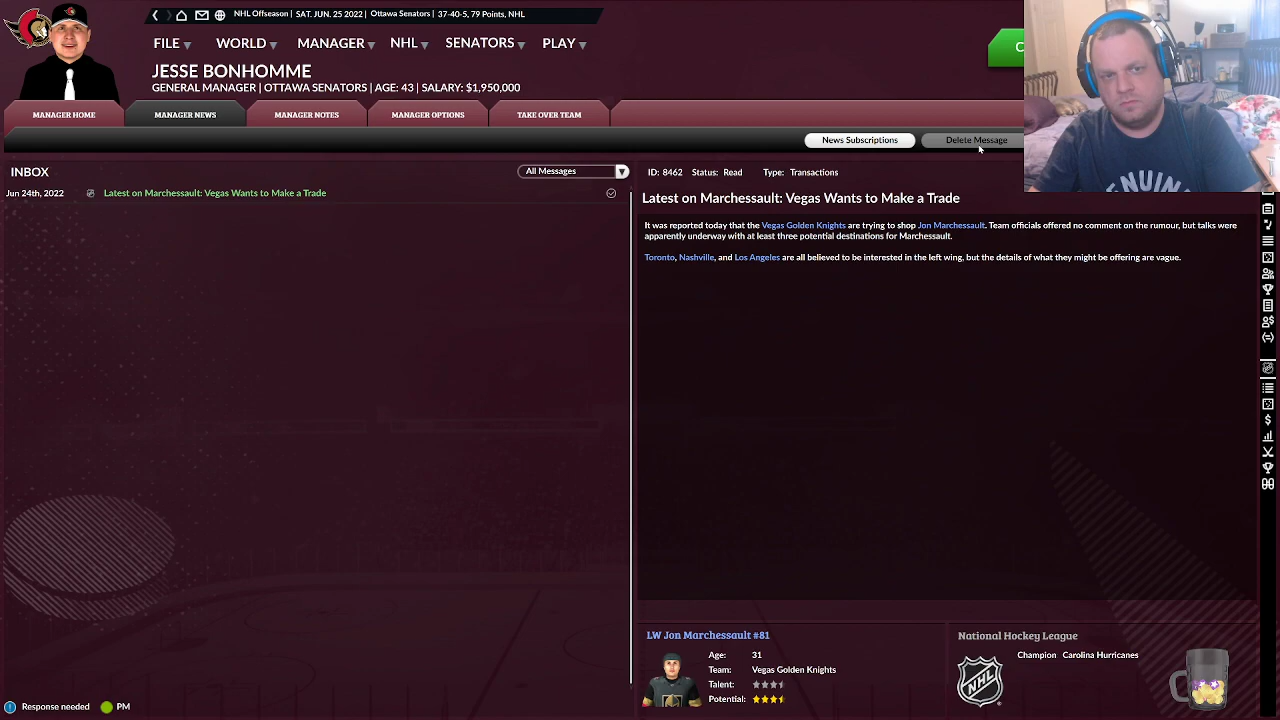 NHL Offseason | SAT. JUN. 25 2022 | Ottawa Senators | 37-40-5, 79 Points, NHL
FILE WORLD MANAGER NHL SENATORS PLAY
JESSE BONHOMME
GENERAL MANAGER | OTTAWA SENATORS | AGE: 43 | SALARY: $1,950,000
MANAGER HOME MANAGER NEWS MANAGER NOTES MANAGER OPTIONS TAKE OVER TEAM
News Subscriptions Delete Message
INBOX All Messages
Jun 24th, 2022 Latest on Marchessault: Vegas Wants to Make a Trade
ID: 8462 Status: Read Type: Transactions
Latest on Marchessault: Vegas Wants to Make a Trade
It was reported today that the Vegas Golden Knights are trying to shop Jon Marchessault. Team officials offered no comment on the rumour, but talks were
apparently underway with at least three potential destinations for Marchessault.
Toronto, Nashville, and Los Angeles are all believed to be interested in the left wing, but the details of what they might be offering are vague.
LW Jon Marchessault #81
Age: 31
Team: Vegas Golden Knights
Talent:
Potential:
National Hockey League
Champion Carolina Hurricanes
NHL
Response needed PM